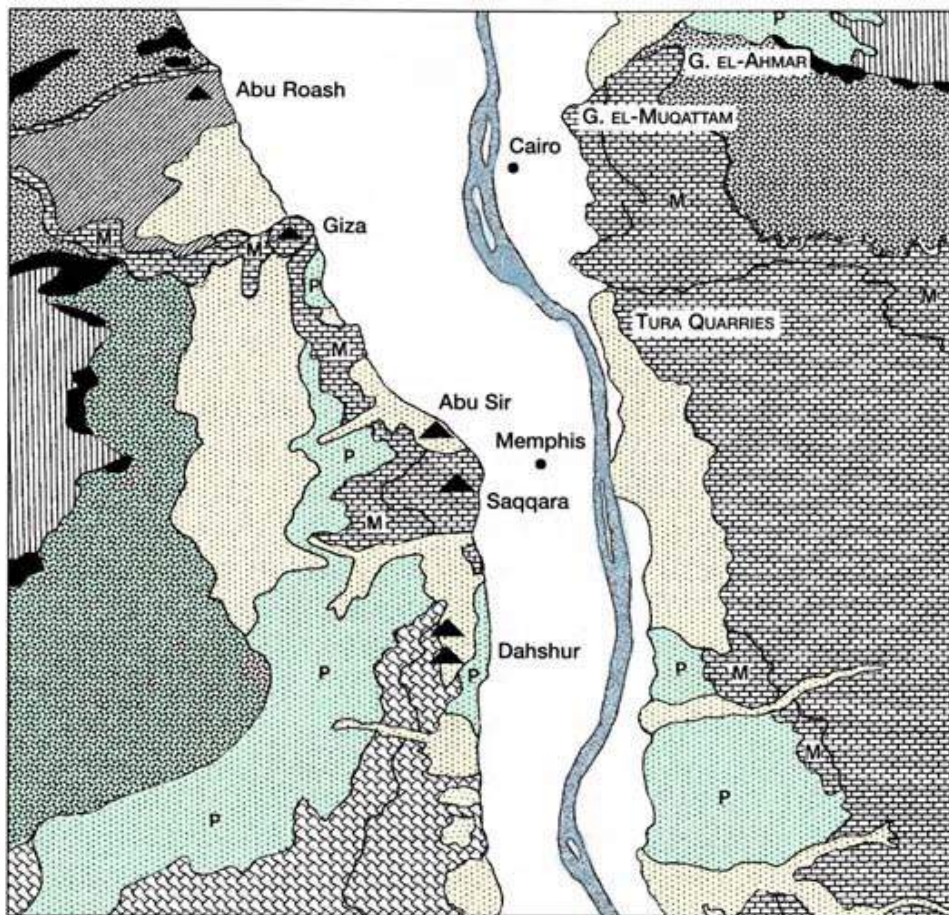 P
G. EL-AHMAR
Abu Roash
G. EL-MUQATTAM
Cairo
M
Giza
M
M
P
M
TURA QUARRIES
M
Abu Sir
Memphis
P
Saqqara
M
Dahshur
P
P
P
M
M
P
P